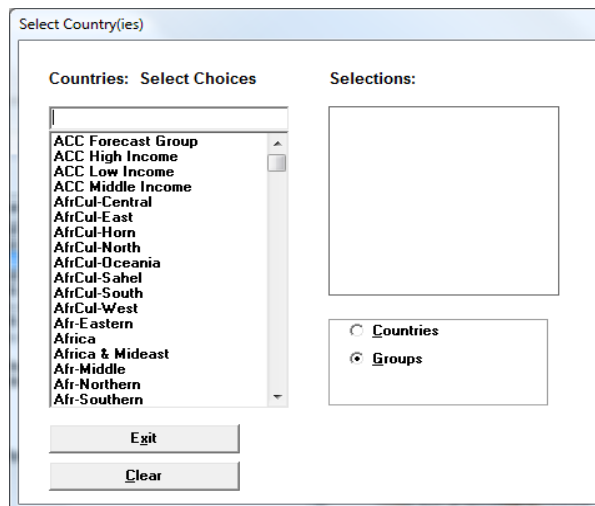 Select Country(ies)
Countries: Select Choices
ACC Forecast Group
ACC High Income
ACC Low Income
ACC Middle Income
AfrCul-Central
AfrCul-East
AfrCul-Horn
AfrCul-North
AfrCul-Oceania
AfrCul-Sahel
AfrCul-South
AfrCul-West
Afr-Eastern
Africa
Africa & Mideast
Afr-Middle
Afr-Northern
Afr-Southern
Exit
Clear
Selections:
Countries
Groups